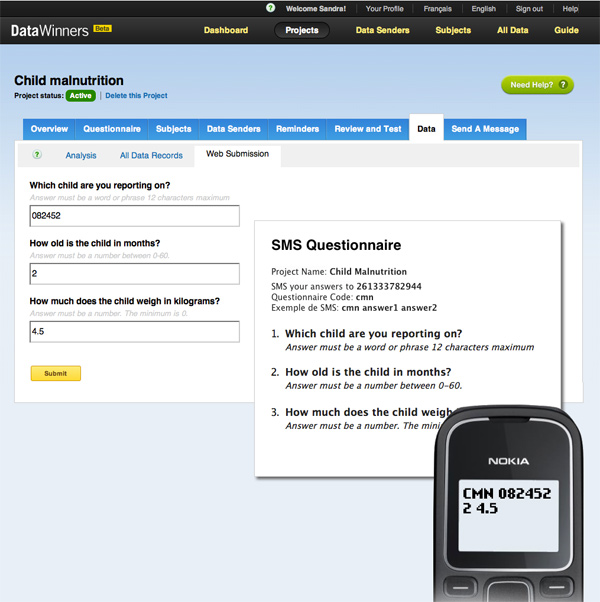 Welcome Sandra! Your Profile Français English Sign out Help
DataWinners Beta Dashboard Projects Data Senders Subjects All Data Guide
Child malnutrition
Project status: Active | Delete this Project
Need Help? ?
Overview Questionnaire Subjects Data Senders Reminders Review and Test Data Send A Message
? Analysis All Data Records Web Submission
Which child are you reporting on?
Answer must be a word or phrase 12 characters maximum
082452
How old is the child in months?
Answer must be a number between 0-60.
2
How much does the child weigh in kilograms?
Answer must be a number. The minimum is 0.
4.5
Submit
SMS Questionnaire
Project Name: Child Malnutrition
SMS your answers to 261333782944
Questionnaire Code: cmn
Exemple de SMS: cmn answer1 answer2
1. Which child are you reporting on?
Answer must be a word or phrase 12 characters maximum
2. How old is the child in months?
Answer must be a number between 0-60.
3. How much does the child weigh
Answer must be a number. The mini
NOKIA
CMN 082452
2 4.5